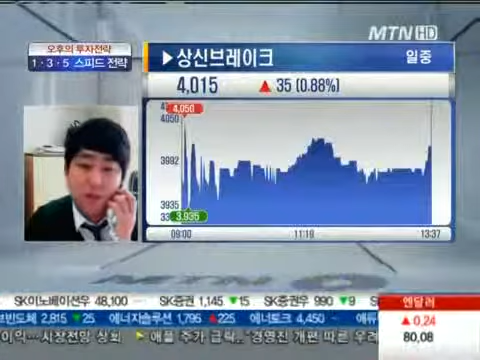 MTN HD
오후의 투자전략
1·3·5 스피드 전략
▶상신브레이크 일중
4,015 ▲ 35 (0.88%)
4,050
4050
3992
3935
3,935
09:00 11:18 13:37
SK이노베이션우 48,100 SK증권 1,145 ▼15 SK증권우 990 ▼9
반도체 2,815 ▼25 에너지솔루션 1,795 ▲225 에너토크 4,450
이익…시장전망 상회 ▶ 애플 주가 급락…"경영진 개편 따른 우려
엔달러
▲ 0.24
80.08